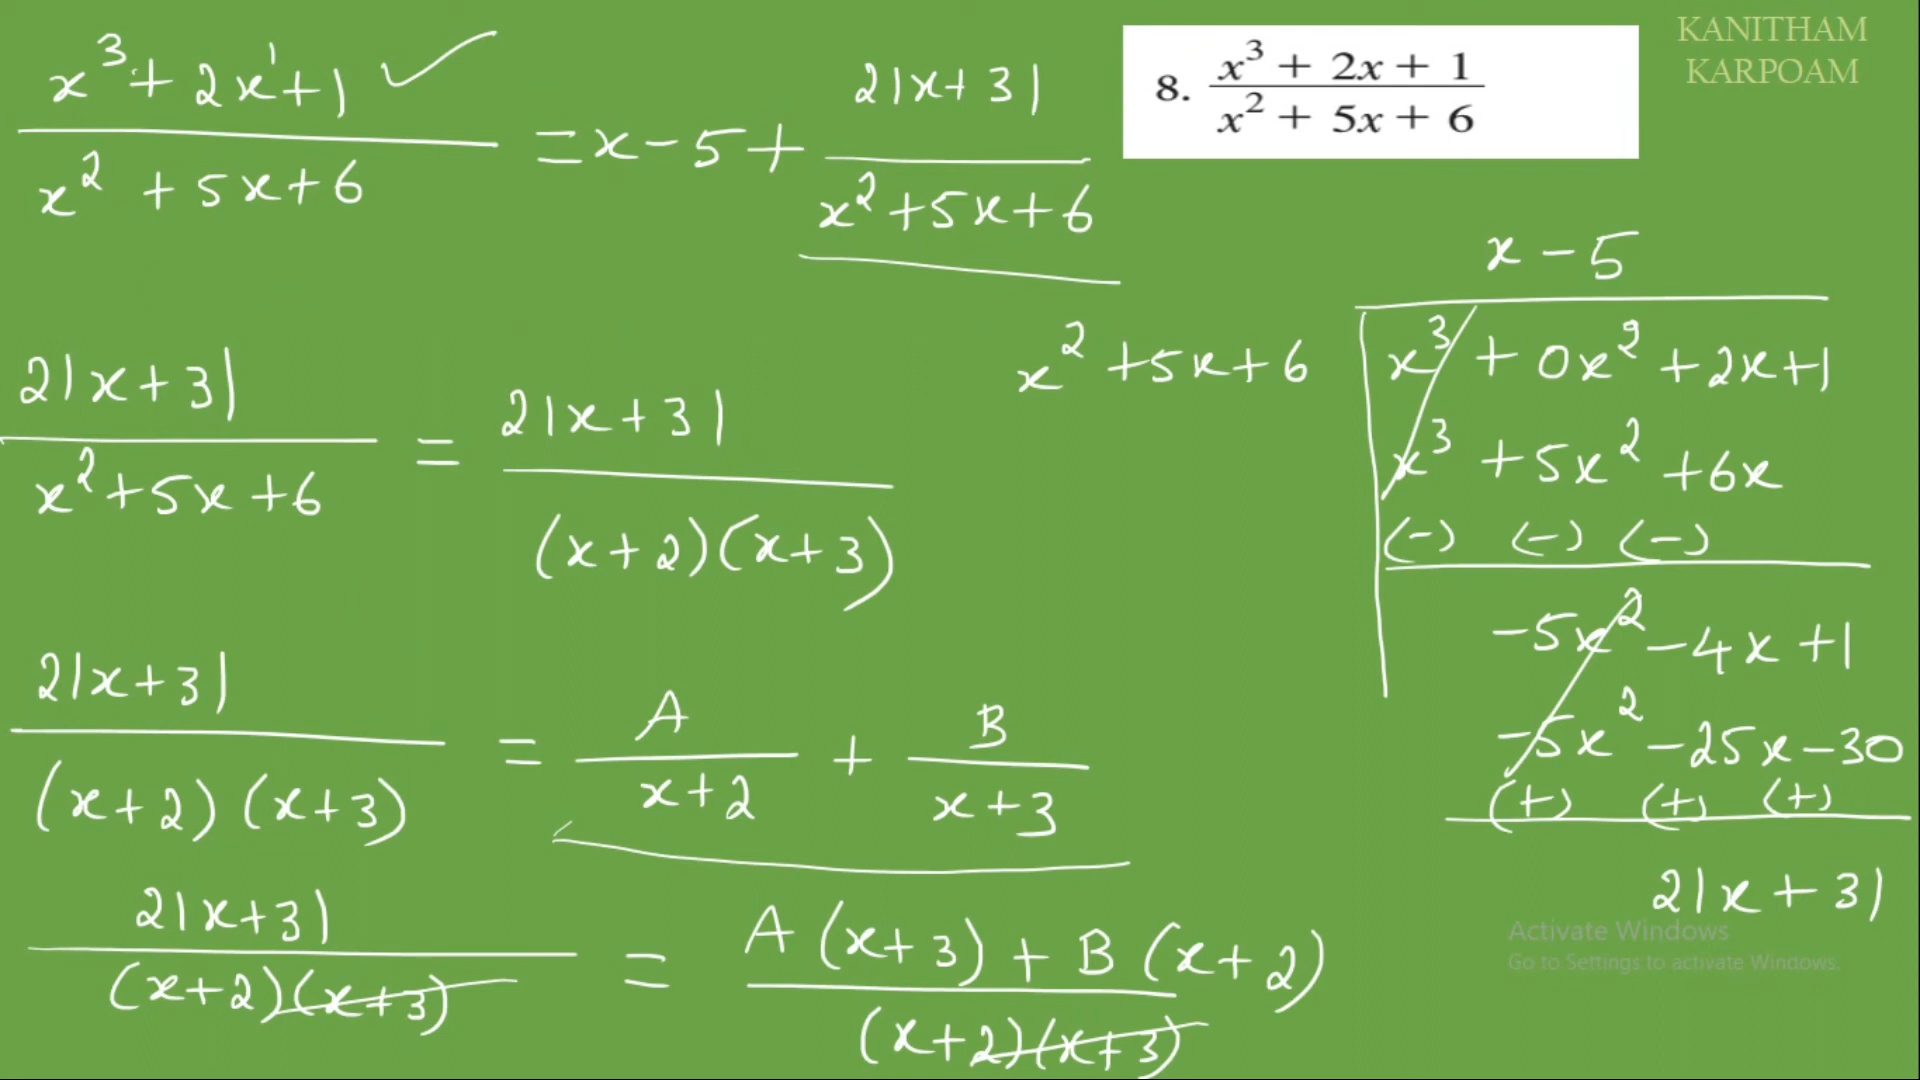 x³ + 2x¹ + 1 / x² + 5x + 6 = x - 5 + 21x + 31 / x² + 5x + 6
8. x³ + 2x + 1 / x² + 5x + 6
KANITHAM
KARPOAM
x - 5
x² + 5x + 6
x³ + 0x² + 2x + 1
x³ + 5x² + 6x
(-) (-) (-)
-5x² - 4x + 1
-5x² - 25x - 30
(+) (+) (+)
21x + 31
21x + 31 / x² + 5x + 6 = 21x + 31 / (x+2)(x+3)
21x + 31 / (x+2)(x+3) = A / x+2 + B / x+3
21x + 31 / (x+2)(x+3) = A(x+3) + B(x+2) / (x+2)(x+3)
Activate Windows
Go to Settings to activate Windows.